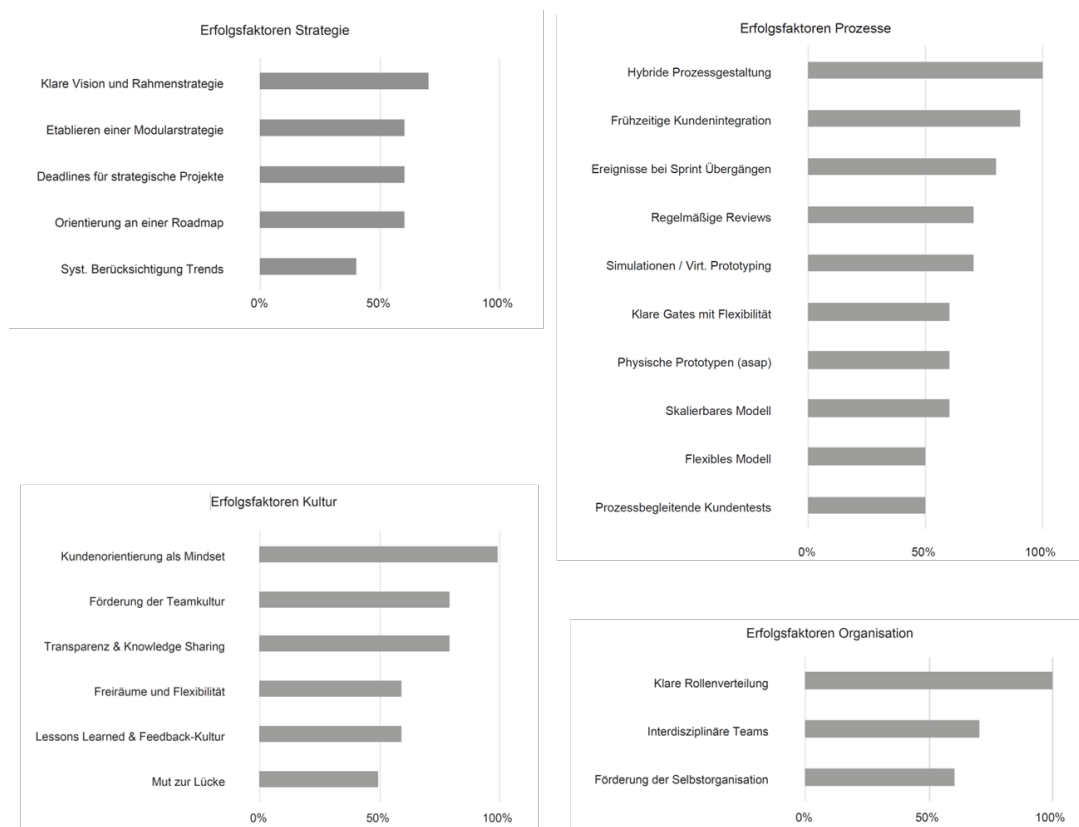 Erfolgsfaktoren Strategie
Klare Vision und Rahmenstrategie
Etablieren einer Modularstrategie
Deadlines für strategische Projekte
Orientierung an einer Roadmap
Syst. Berücksichtigung Trends
0% 50% 100%
Erfolgsfaktoren Prozesse
Hybride Prozessgestaltung
Frühzeitige Kundenintegration
Ereignisse bei Sprint Übergängen
Regelmäßige Reviews
Simulationen / Virt. Prototyping
Klare Gates mit Flexibilität
Physische Prototypen (asap)
Skalierbares Modell
Flexibles Modell
Prozessbegleitende Kundentests
0% 50% 100%
Erfolgsfaktoren Kultur
Kundenorientierung als Mindset
Förderung der Teamkultur
Transparenz & Knowledge Sharing
Freiräume und Flexibilität
Lessons Learned & Feedback-Kultur
Mut zur Lücke
0% 50% 100%
Erfolgsfaktoren Organisation
Klare Rollenverteilung
Interdisziplinäre Teams
Förderung der Selbstorganisation
0% 50% 100%